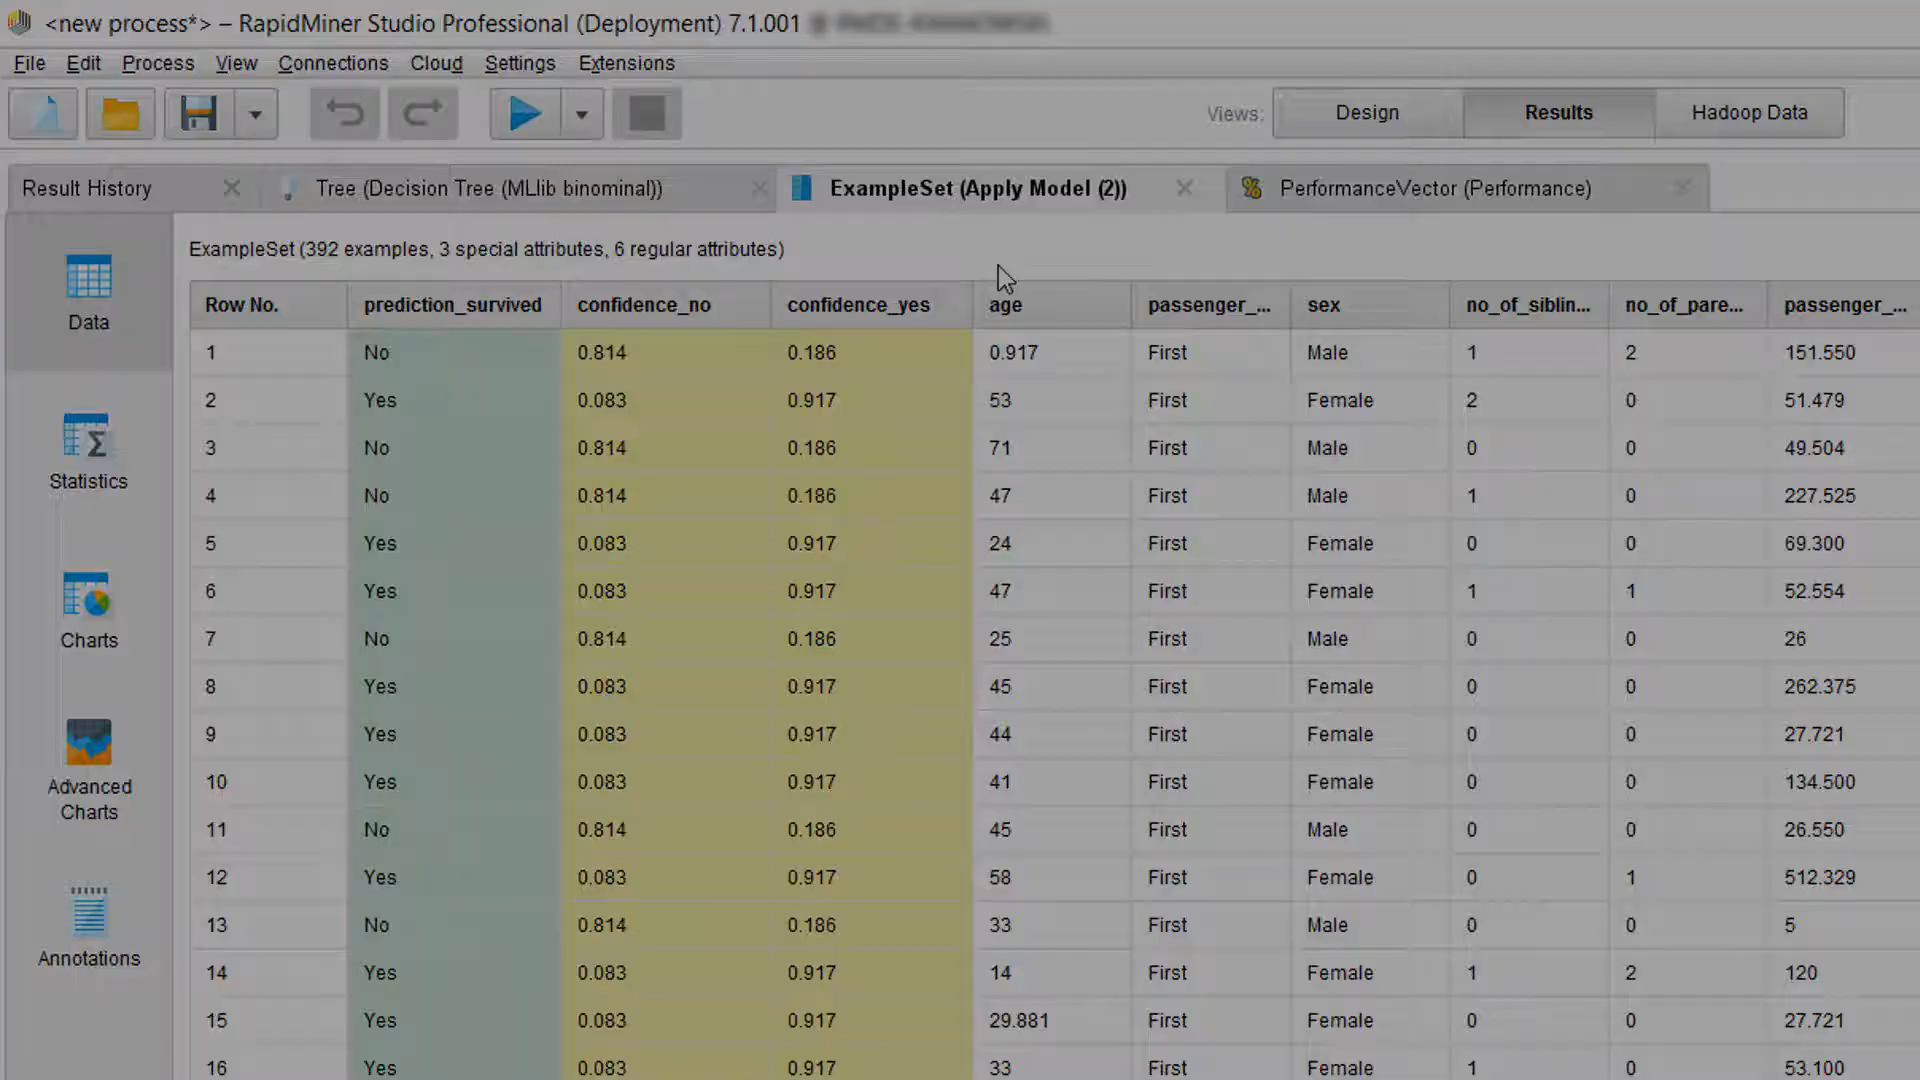 <new process*> – RapidMiner Studio Professional (Deployment) 7.1.001
File Edit Process View Connections Cloud Settings Extensions
Views: Design Results Hadoop Data
Result History Tree (Decision Tree (MLlib binominal)) ExampleSet (Apply Model (2)) PerformanceVector (Performance)
ExampleSet (392 examples, 3 special attributes, 6 regular attributes)
Data
Statistics
Charts
Advanced
Charts
Annotations
Row No. prediction_survived confidence_no confidence_yes age passenger_... sex no_of_siblin... no_of_pare... passenger_...
1 No 0.814 0.186 0.917 First Male 1 2 151.550
2 Yes 0.083 0.917 53 First Female 2 0 51.479
3 No 0.814 0.186 71 First Male 0 0 49.504
4 No 0.814 0.186 47 First Male 1 0 227.525
5 Yes 0.083 0.917 24 First Female 0 0 69.300
6 Yes 0.083 0.917 47 First Female 1 1 52.554
7 No 0.814 0.186 25 First Male 0 0 26
8 Yes 0.083 0.917 45 First Female 0 0 262.375
9 Yes 0.083 0.917 44 First Female 0 0 27.721
10 Yes 0.083 0.917 41 First Female 0 0 134.500
11 No 0.814 0.186 45 First Male 0 0 26.550
12 Yes 0.083 0.917 58 First Female 0 1 512.329
13 No 0.814 0.186 33 First Male 0 0 5
14 Yes 0.083 0.917 14 First Female 1 2 120
15 Yes 0.083 0.917 29.881 First Female 0 0 27.721
16 Yes 0.083 0.917 33 First Female 1 0 53.100